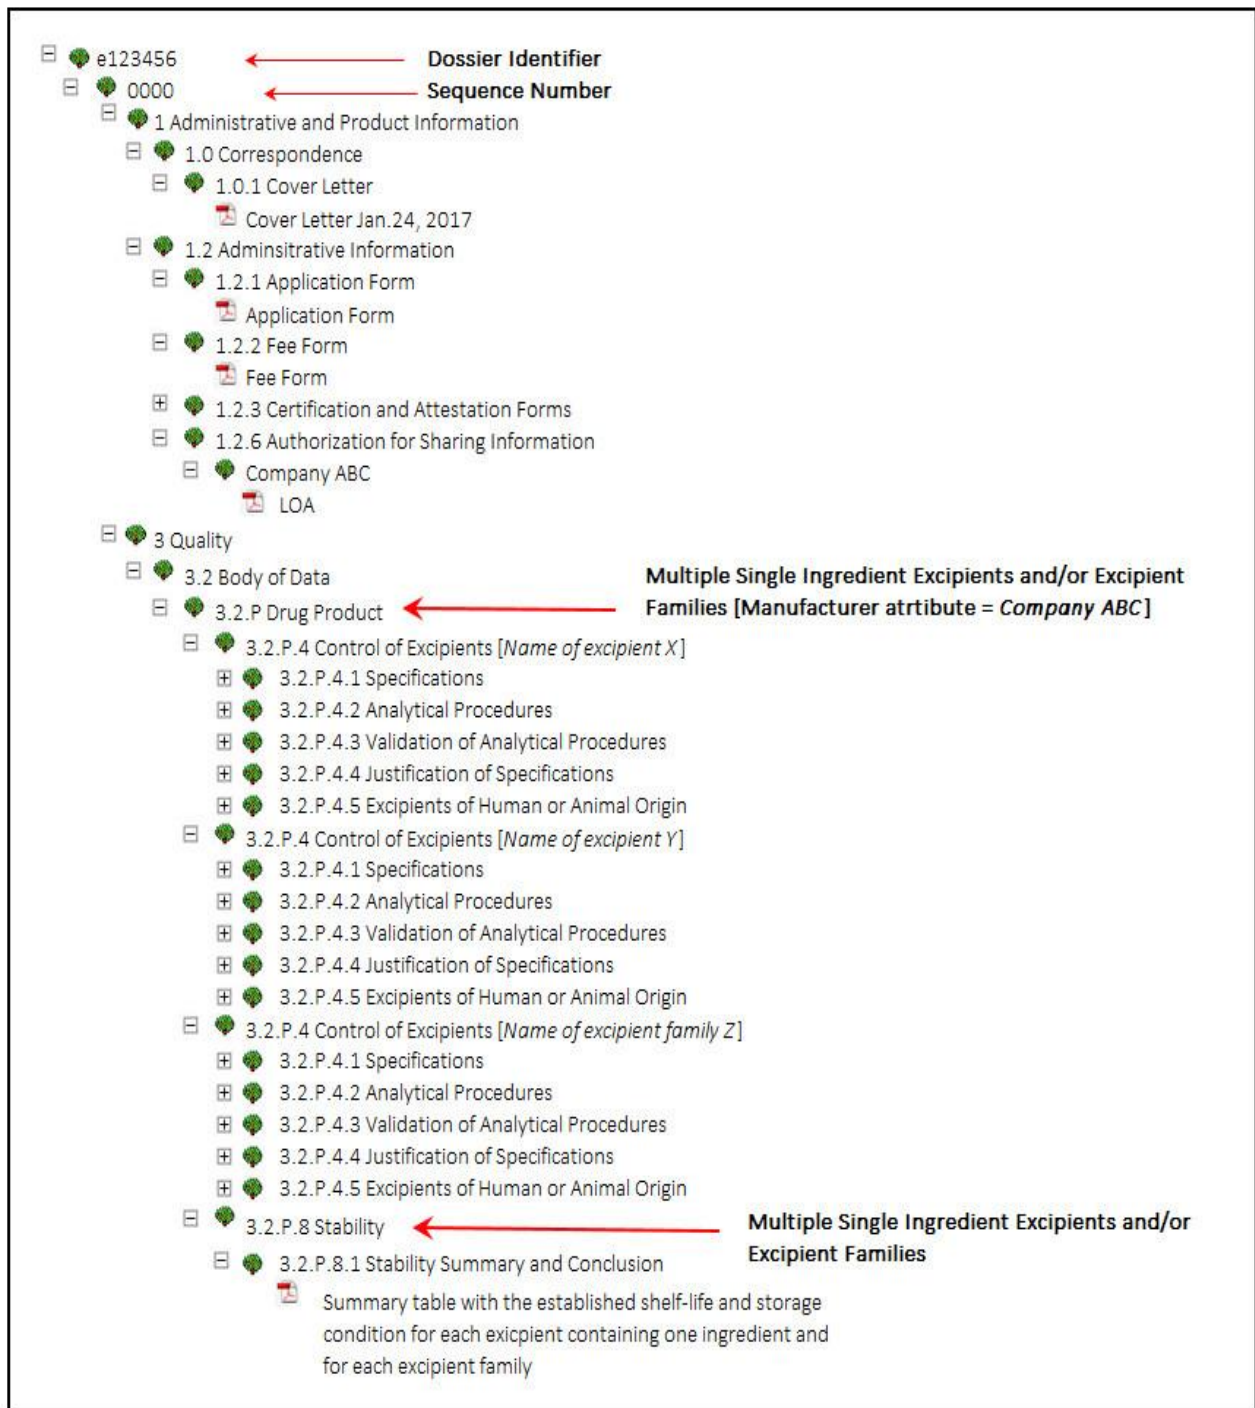 e123456
Dossier Identifier
0000
Sequence Number
1 Administrative and Product Information
1.0 Correspondence
1.0.1 Cover Letter
Cover Letter Jan.24, 2017
1.2 Adminsitrative Information
1.2.1 Application Form
Application Form
1.2.2 Fee Form
Fee Form
1.2.3 Certification and Attestation Forms
1.2.6 Authorization for Sharing Information
Company ABC
LOA
3 Quality
3.2 Body of Data
Multiple Single Ingredient Excipients and/or Excipient
Families [Manufacturer atrtibute = Company ABC]
3.2.P Drug Product
3.2.P.4 Control of Excipients [Name of excipient X]
3.2.P.4.1 Specifications
3.2.P.4.2 Analytical Procedures
3.2.P.4.3 Validation of Analytical Procedures
3.2.P.4.4 Justification of Specifications
3.2.P.4.5 Excipients of Human or Animal Origin
3.2.P.4 Control of Excipients [Name of excipient Y]
3.2.P.4.1 Specifications
3.2.P.4.2 Analytical Procedures
3.2.P.4.3 Validation of Analytical Procedures
3.2.P.4.4 Justification of Specifications
3.2.P.4.5 Excipients of Human or Animal Origin
3.2.P.4 Control of Excipients [Name of excipient family Z]
3.2.P.4.1 Specifications
3.2.P.4.2 Analytical Procedures
3.2.P.4.3 Validation of Analytical Procedures
3.2.P.4.4 Justification of Specifications
3.2.P.4.5 Excipients of Human or Animal Origin
3.2.P.8 Stability
Multiple Single Ingredient Excipients and/or
Excipient Families
3.2.P.8.1 Stability Summary and Conclusion
Summary table with the established shelf-life and storage
condition for each exicpient containing one ingredient and
for each excipient family